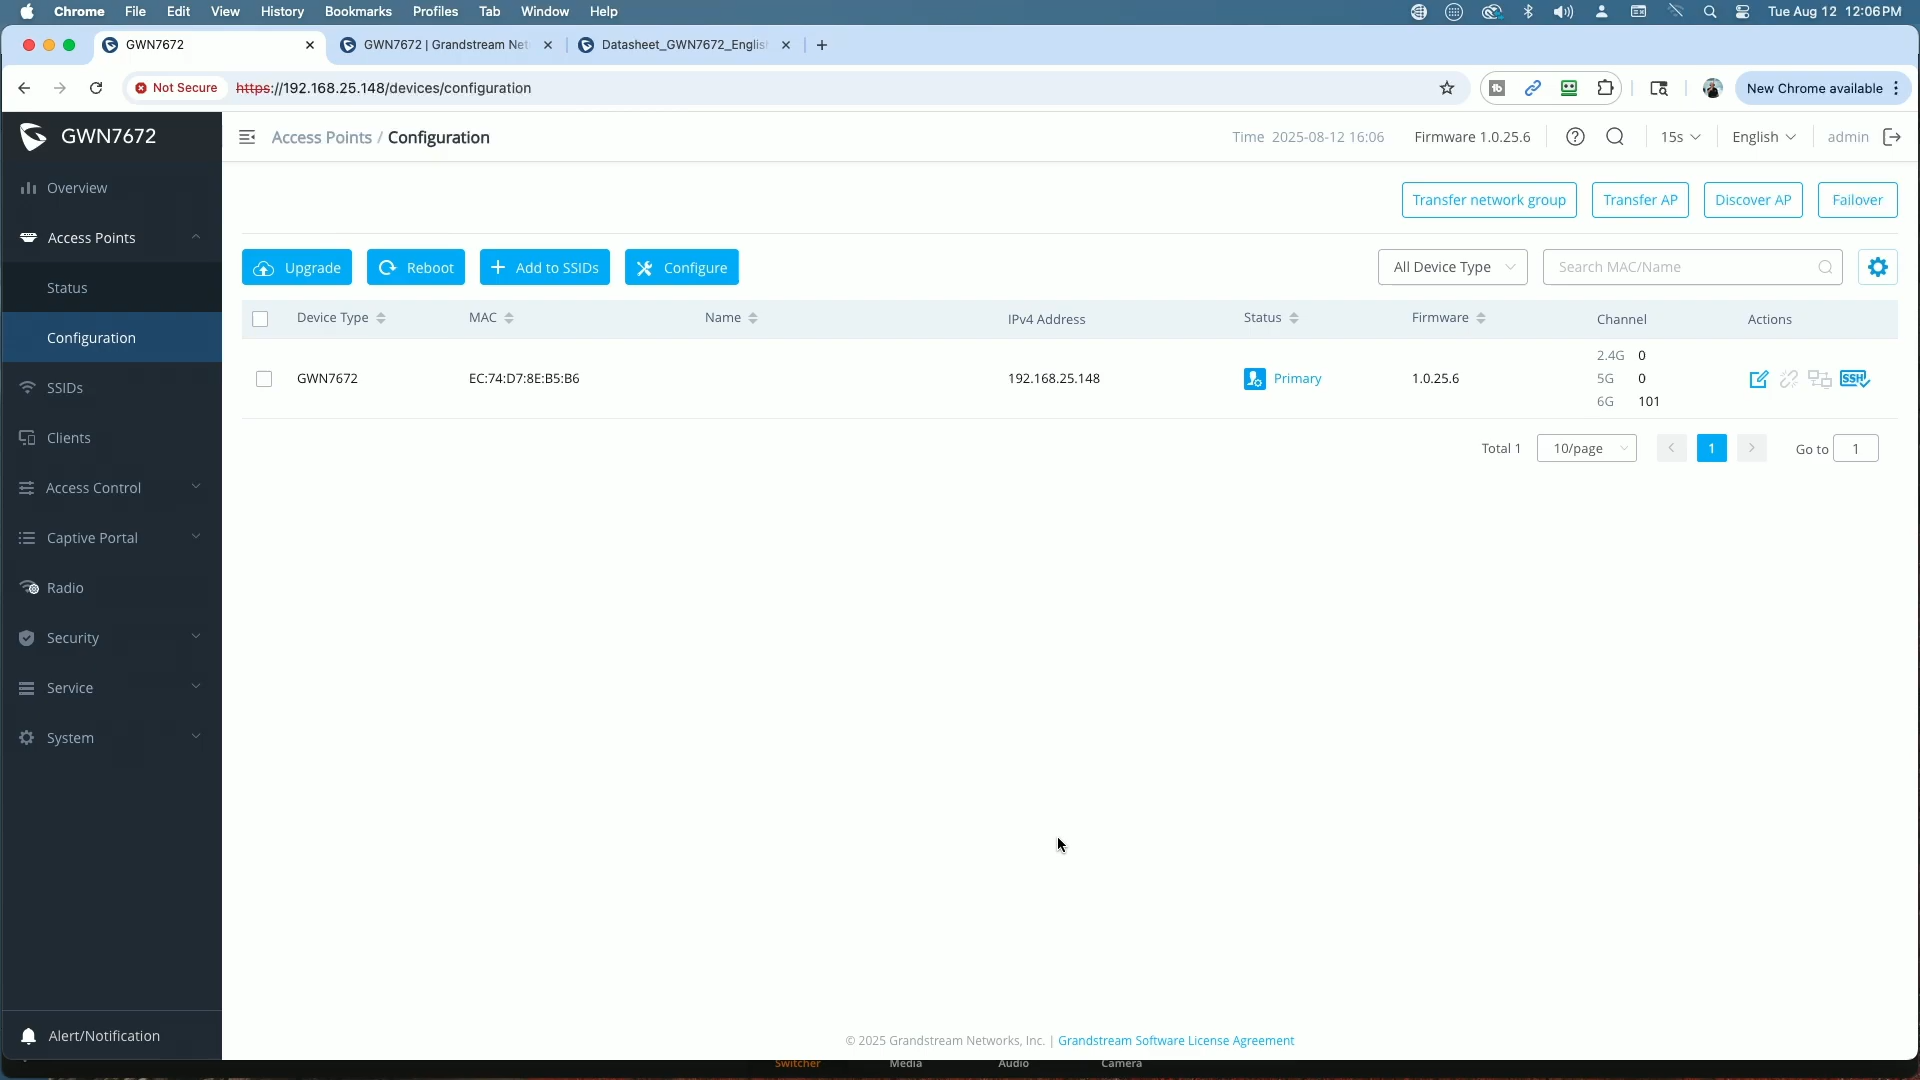 Chrome File Edit View History Bookmarks Profiles Tab Window Help Tue Aug 12 12:06 PM
GWN7672 GWN7672 | Grandstream Net Datasheet_GWN7672_English
Not Secure https://192.168.25.148/devices/configuration New Chrome available
GWN7672
Access Points / Configuration Time 2025-08-12 16:06 Firmware 1.0.25.6 15s English admin
Overview
Access Points
Status
Configuration
SSIDs
Clients
Access Control
Captive Portal
Radio
Security
Service
System
Alert/Notification
Transfer network group Transfer AP Discover AP Failover
Upgrade Reboot Add to SSIDs Configure All Device Type Search MAC/Name
Device Type MAC Name IPv4 Address Status Firmware Channel Actions
GWN7672 EC:74:D7:8E:B5:B6 192.168.25.148 Primary 1.0.25.6 2.4G 0
5G 0
6G 101
SSH
Total 1 10/page 1 Go to 1
© 2025 Grandstream Networks, Inc. | Grandstream Software License Agreement
Switcher Media Audio Camera